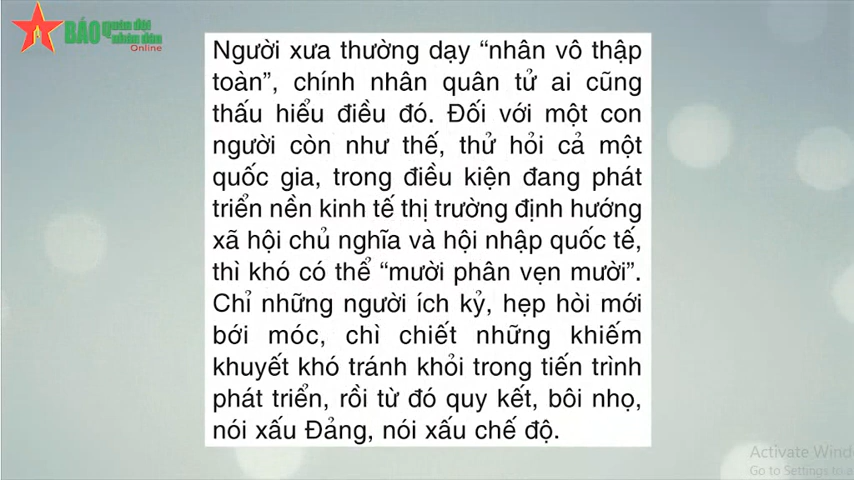 BÁO Quân đội
nhân dân
Online
Người xưa thường dạy “nhân vô thập
toàn”, chính nhân quân tử ai cũng
thấu hiểu điều đó. Đối với một con
người còn như thế, thử hỏi cả một
quốc gia, trong điều kiện đang phát
triển nền kinh tế thị trường định hướng
xã hội chủ nghĩa và hội nhập quốc tế,
thì khó có thể “mười phân vẹn mười”.
Chỉ những người ích kỷ, hẹp hòi mới
bới móc, chì chiết những khiếm
khuyết khó tránh khỏi trong tiến trình
phát triển, rồi từ đó quy kết, bôi nhọ,
nói xấu Đảng, nói xấu chế độ.
Activate Wind
Go to Settings to a